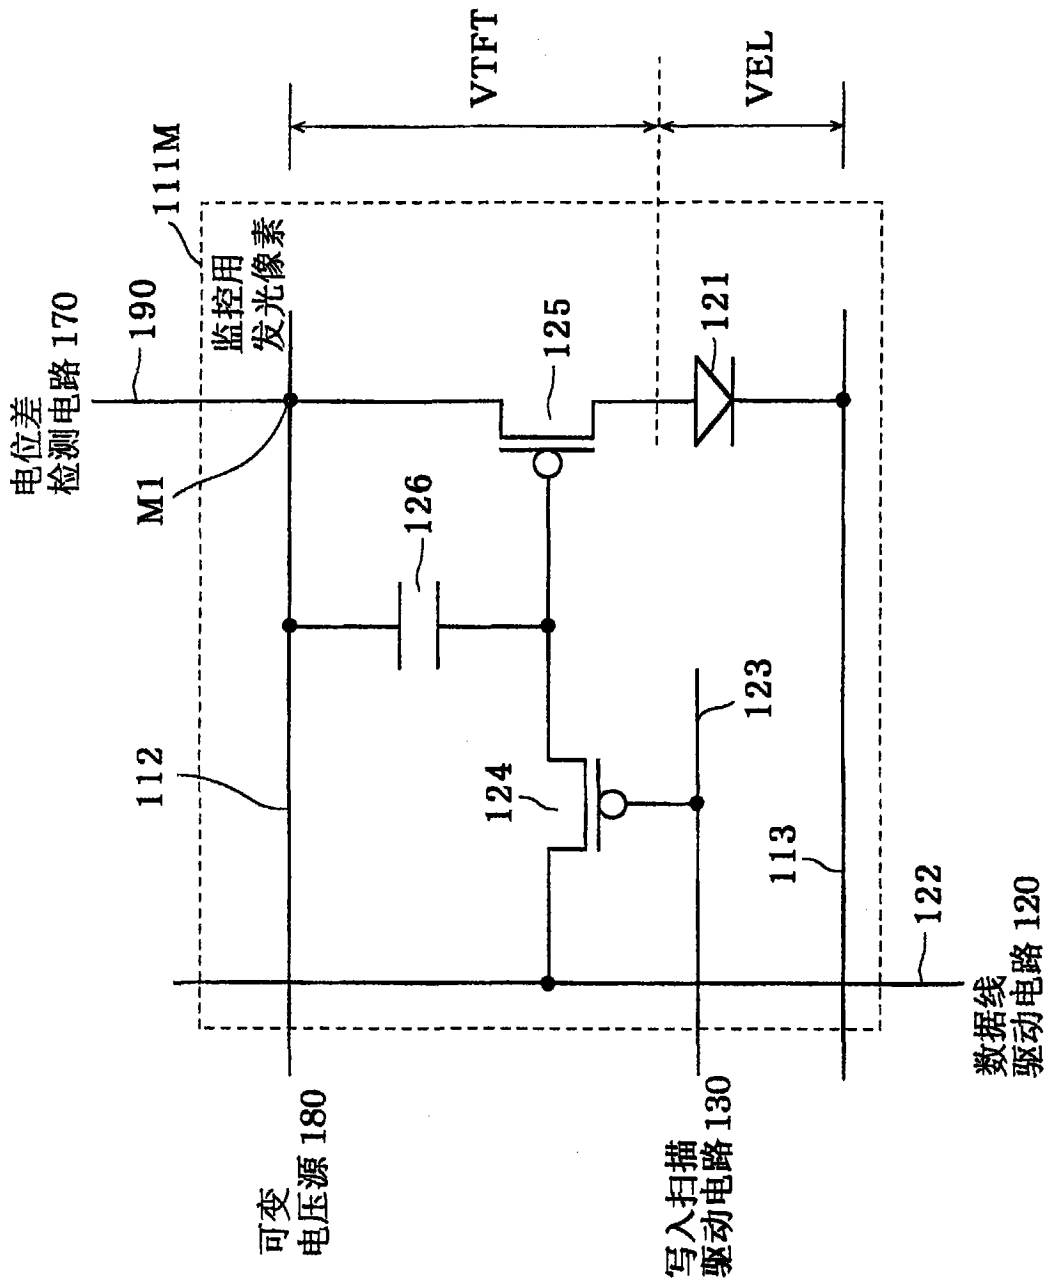 电位差
检测电路 170
190
111M
M1
监控用
发光像素
VTFT
VEL
112
126
125
121
124
123
113
122
可变
电压源 180
写入扫描
驱动电路 130
数据线
驱动电路 120